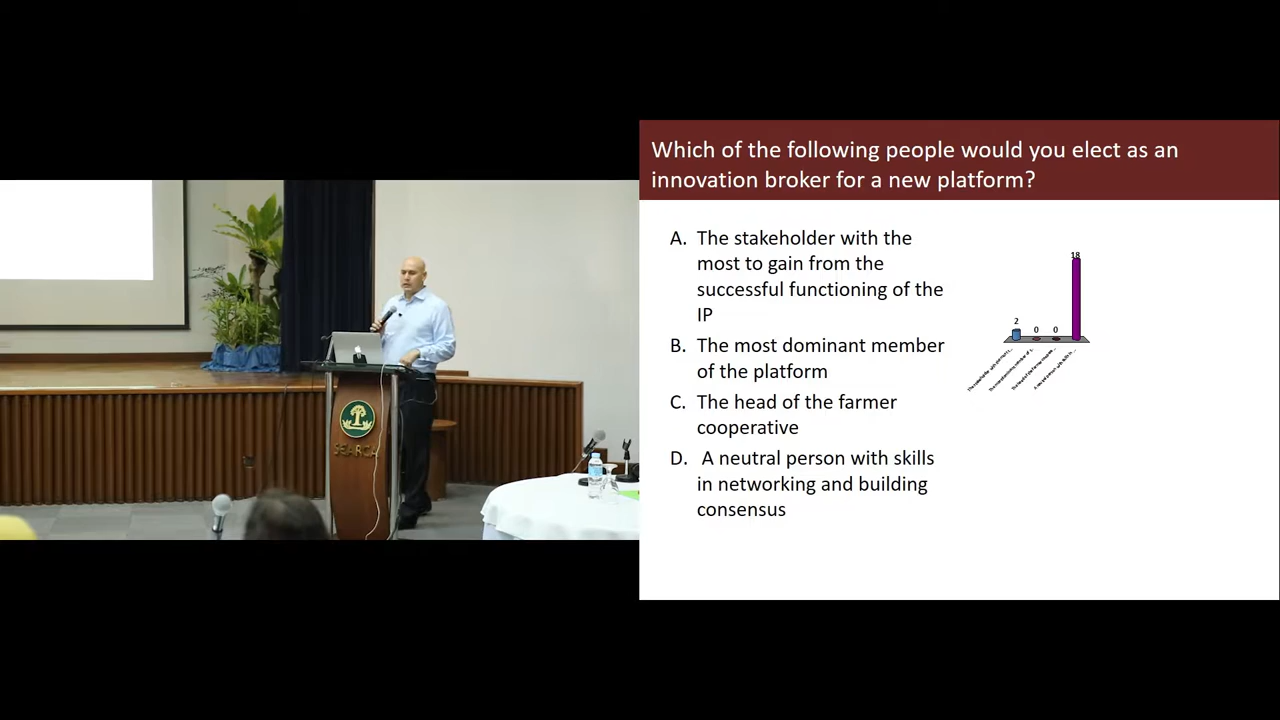 Which of the following people would you elect as an
innovation broker for a new platform?
A. The stakeholder with the
most to gain from the
successful functioning of the
IP
B. The most dominant member
of the platform
C. The head of the farmer
cooperative
D. A neutral person with skills
in networking and building
consensus
18
2
0
0
SEARCA